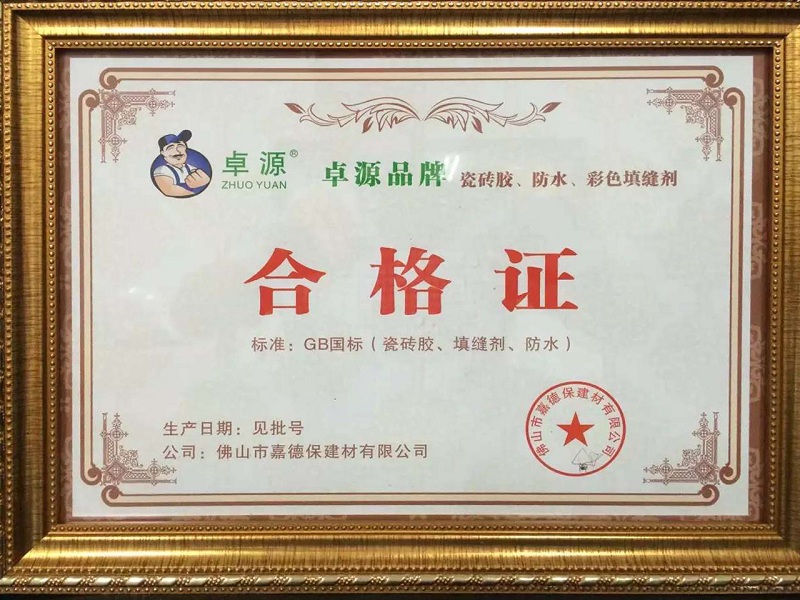 卓源®
ZHUO YUAN
卓源品牌 瓷砖胶、防水、彩色填缝剂
合格证
标准：GB国标（瓷砖胶、填缝剂、防水）
生产日期：见批号
公司：佛山市嘉德保建材有限公司
佛山市嘉德保建材有限公司